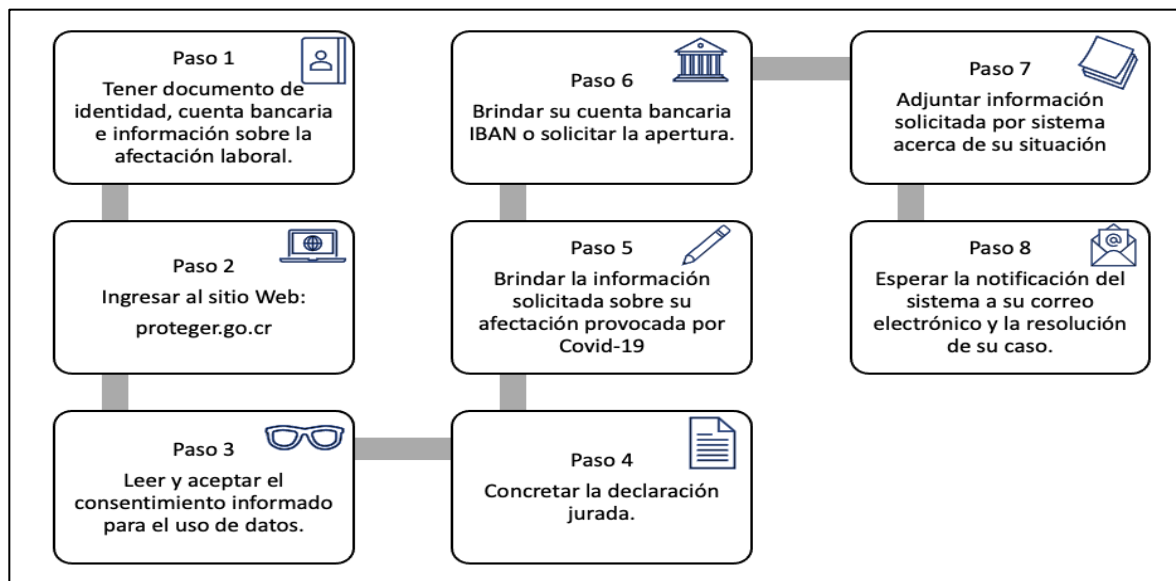 Paso 1
Tener documento de
identidad, cuenta bancaria
e información sobre la
afectación laboral.
Paso 2
Ingresar al sitio Web:
proteger.go.cr
Paso 3
Leer y aceptar el
consentimiento informado
para el uso de datos.
Paso 4
Concretar la declaración
jurada.
Paso 5
Brindar la información
solicitada sobre su
afectación provocada por
Covid-19
Paso 6
Brindar su cuenta bancaria
IBAN o solicitar la apertura.
Paso 7
Adjuntar información
solicitada por sistema
acerca de su situación
Paso 8
Esperar la notificación del
sistema a su correo
electrónico y la resolución
de su caso.